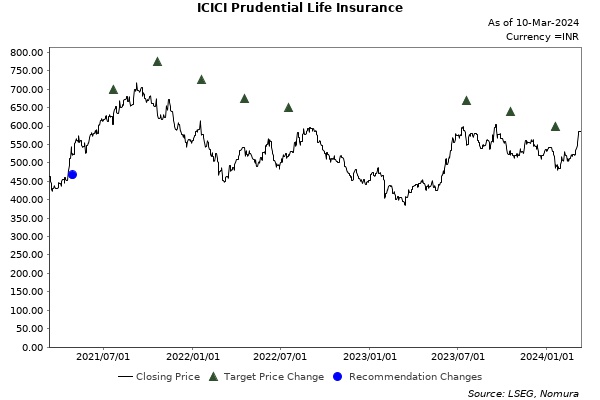 ICICI Prudential Life Insurance
As of 10-Mar-2024
Currency =INR
800.00
750.00
700.00
650.00
600.00
550.00
500.00
450.00
400.00
350.00
300.00
250.00
200.00
150.00
100.00
50.00
0.00
2021/07/01 2022/01/01 2022/07/01 2023/01/01 2023/07/01 2024/01/01
Closing Price Target Price Change Recommendation Changes
Source: LSEG, Nomura